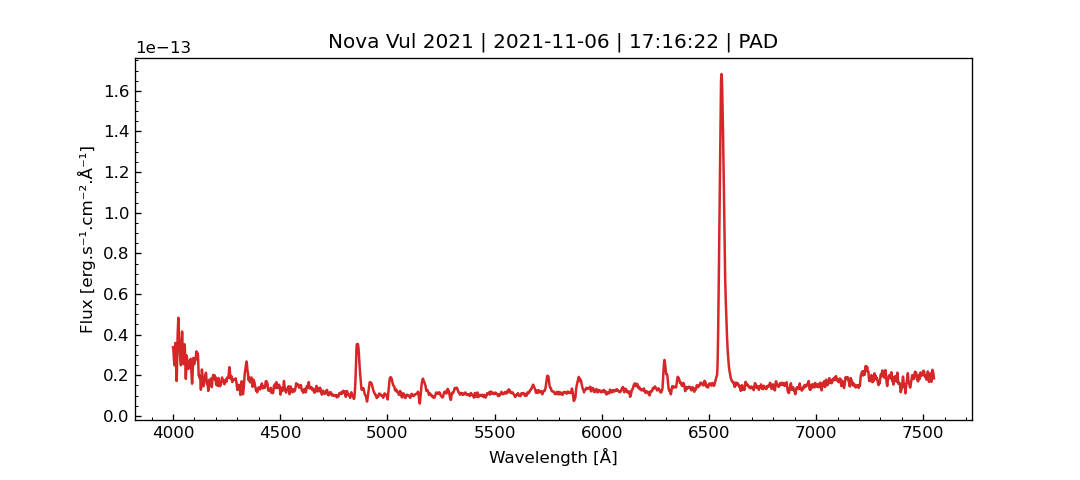 Nova Vul 2021 | 2021-11-06 | 17:16:22 | PAD
1e−13
1.6
1.4
1.2
1.0
0.8
0.6
0.4
0.2
0.0
Flux [erg.s⁻¹.cm⁻².Å⁻¹]
4000 4500 5000 5500 6000 6500 7000 7500
Wavelength [Å]